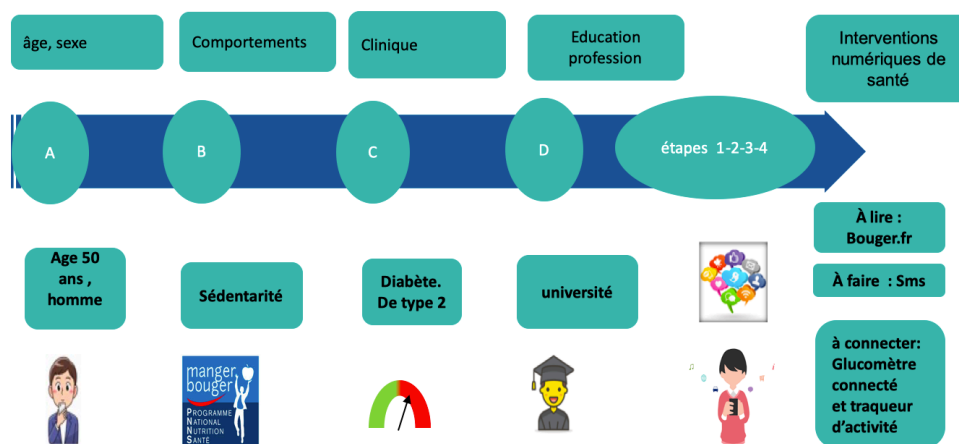 âge, sexe
Comportements
Clinique
Education
profession
Interventions
numériques de
santé
A
B
C
D
étapes 1-2-3-4
Age 50
ans ,
homme
Sédentarité
Diabète.
De type 2
université
À lire :
Bouger.fr
À faire : Sms
à connecter:
Glucomètre
connecté
et traqueur
d'activité
manger
bouger
PROGRAMME
NATIONAL
NUTRITION
SANTÉ